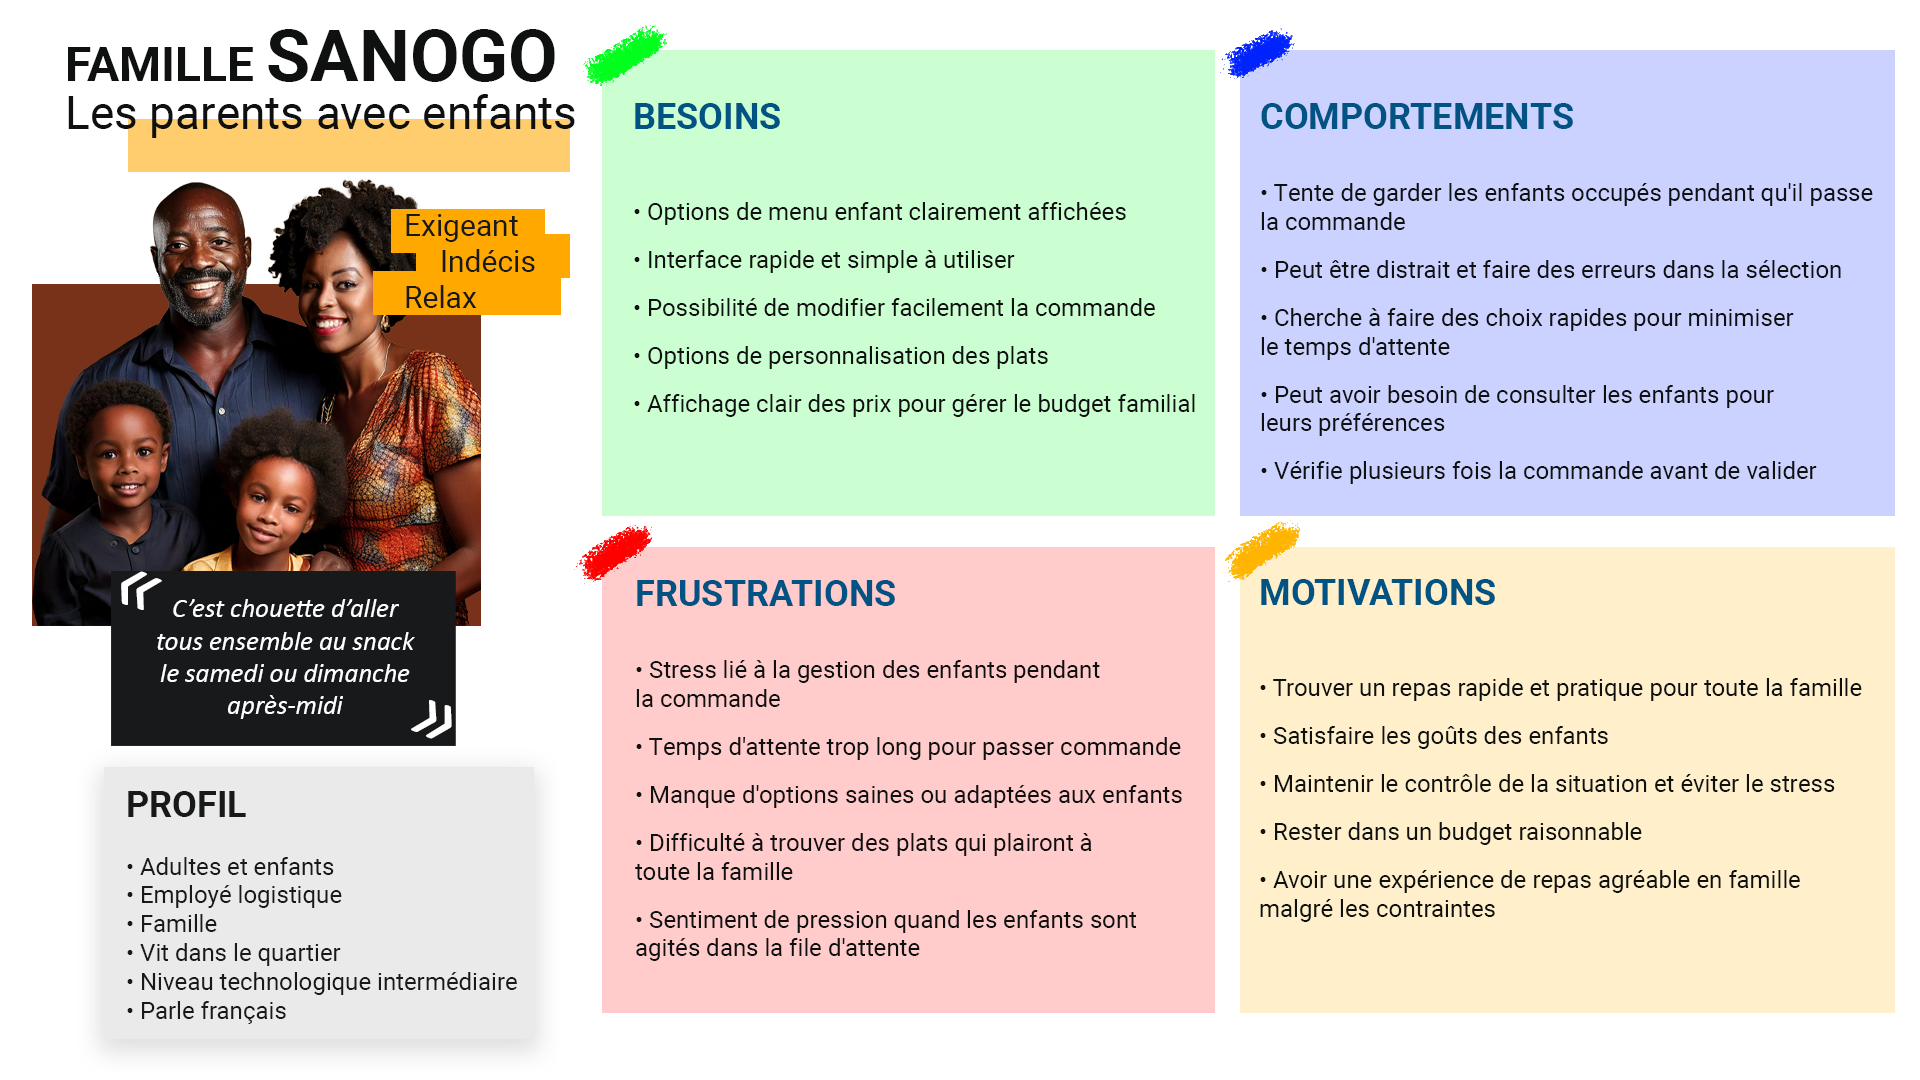 FAMILLE SANOGO
Les parents avec enfants
Exigeant
Indécis
Relax
« C’est chouette d’aller
tous ensemble au snack
le samedi ou dimanche
après-midi »
PROFIL
• Adultes et enfants
• Employé logistique
• Famille
• Vit dans le quartier
• Niveau technologique intermédiaire
• Parle français
BESOINS
• Options de menu enfant clairement affichées
• Interface rapide et simple à utiliser
• Possibilité de modifier facilement la commande
• Options de personnalisation des plats
• Affichage clair des prix pour gérer le budget familial
COMPORTEMENTS
• Tente de garder les enfants occupés pendant qu'il passe
la commande
• Peut être distrait et faire des erreurs dans la sélection
• Cherche à faire des choix rapides pour minimiser
le temps d'attente
• Peut avoir besoin de consulter les enfants pour
leurs préférences
• Vérifie plusieurs fois la commande avant de valider
FRUSTRATIONS
• Stress lié à la gestion des enfants pendant
la commande
• Temps d'attente trop long pour passer commande
• Manque d'options saines ou adaptées aux enfants
• Difficulté à trouver des plats qui plairont à
toute la famille
• Sentiment de pression quand les enfants sont
agités dans la file d'attente
MOTIVATIONS
• Trouver un repas rapide et pratique pour toute la famille
• Satisfaire les goûts des enfants
• Maintenir le contrôle de la situation et éviter le stress
• Rester dans un budget raisonnable
• Avoir une expérience de repas agréable en famille
malgré les contraintes